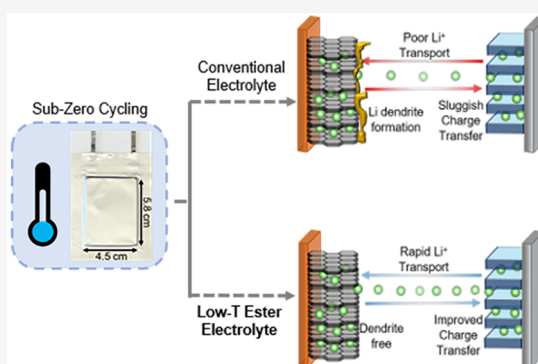 Sub-Zero Cycling
5.8 cm
4.5 cm
Conventional
Electrolyte
Poor Li⁺
Transport
Li dendrite
formation
Sluggish
Charge
Transfer
Low-T Ester
Electrolyte
Rapid Li⁺
Transport
Dendrite
free
Improved
Charge
Transfer